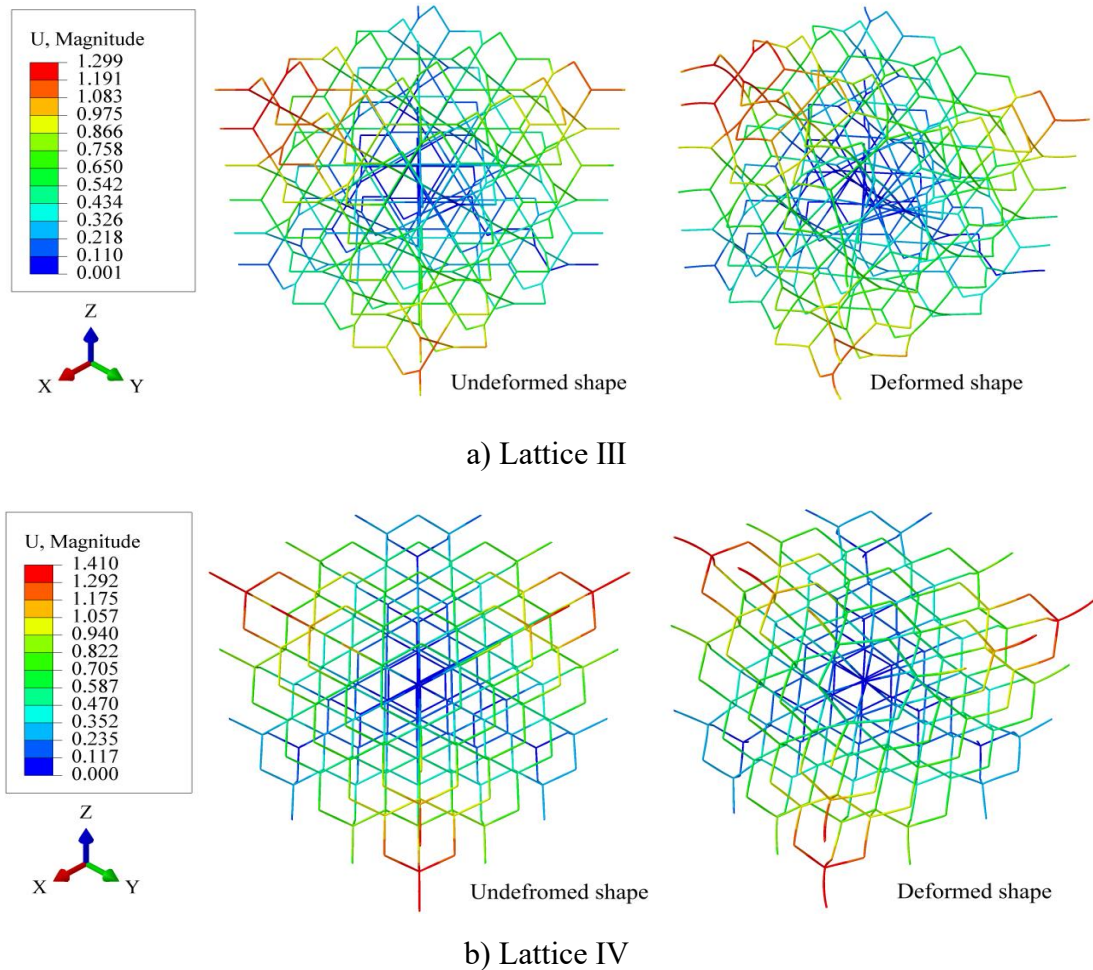 U, Magnitude
1.299
1.191
1.083
0.975
0.866
0.758
0.650
0.542
0.434
0.326
0.218
0.110
0.001
Z
X
Y
Undeformed shape
Deformed shape
a) Lattice III
U, Magnitude
1.410
1.292
1.175
1.057
0.940
0.822
0.705
0.587
0.470
0.352
0.235
0.117
0.000
Z
X
Y
Undefromed shape
Deformed shape
b) Lattice IV